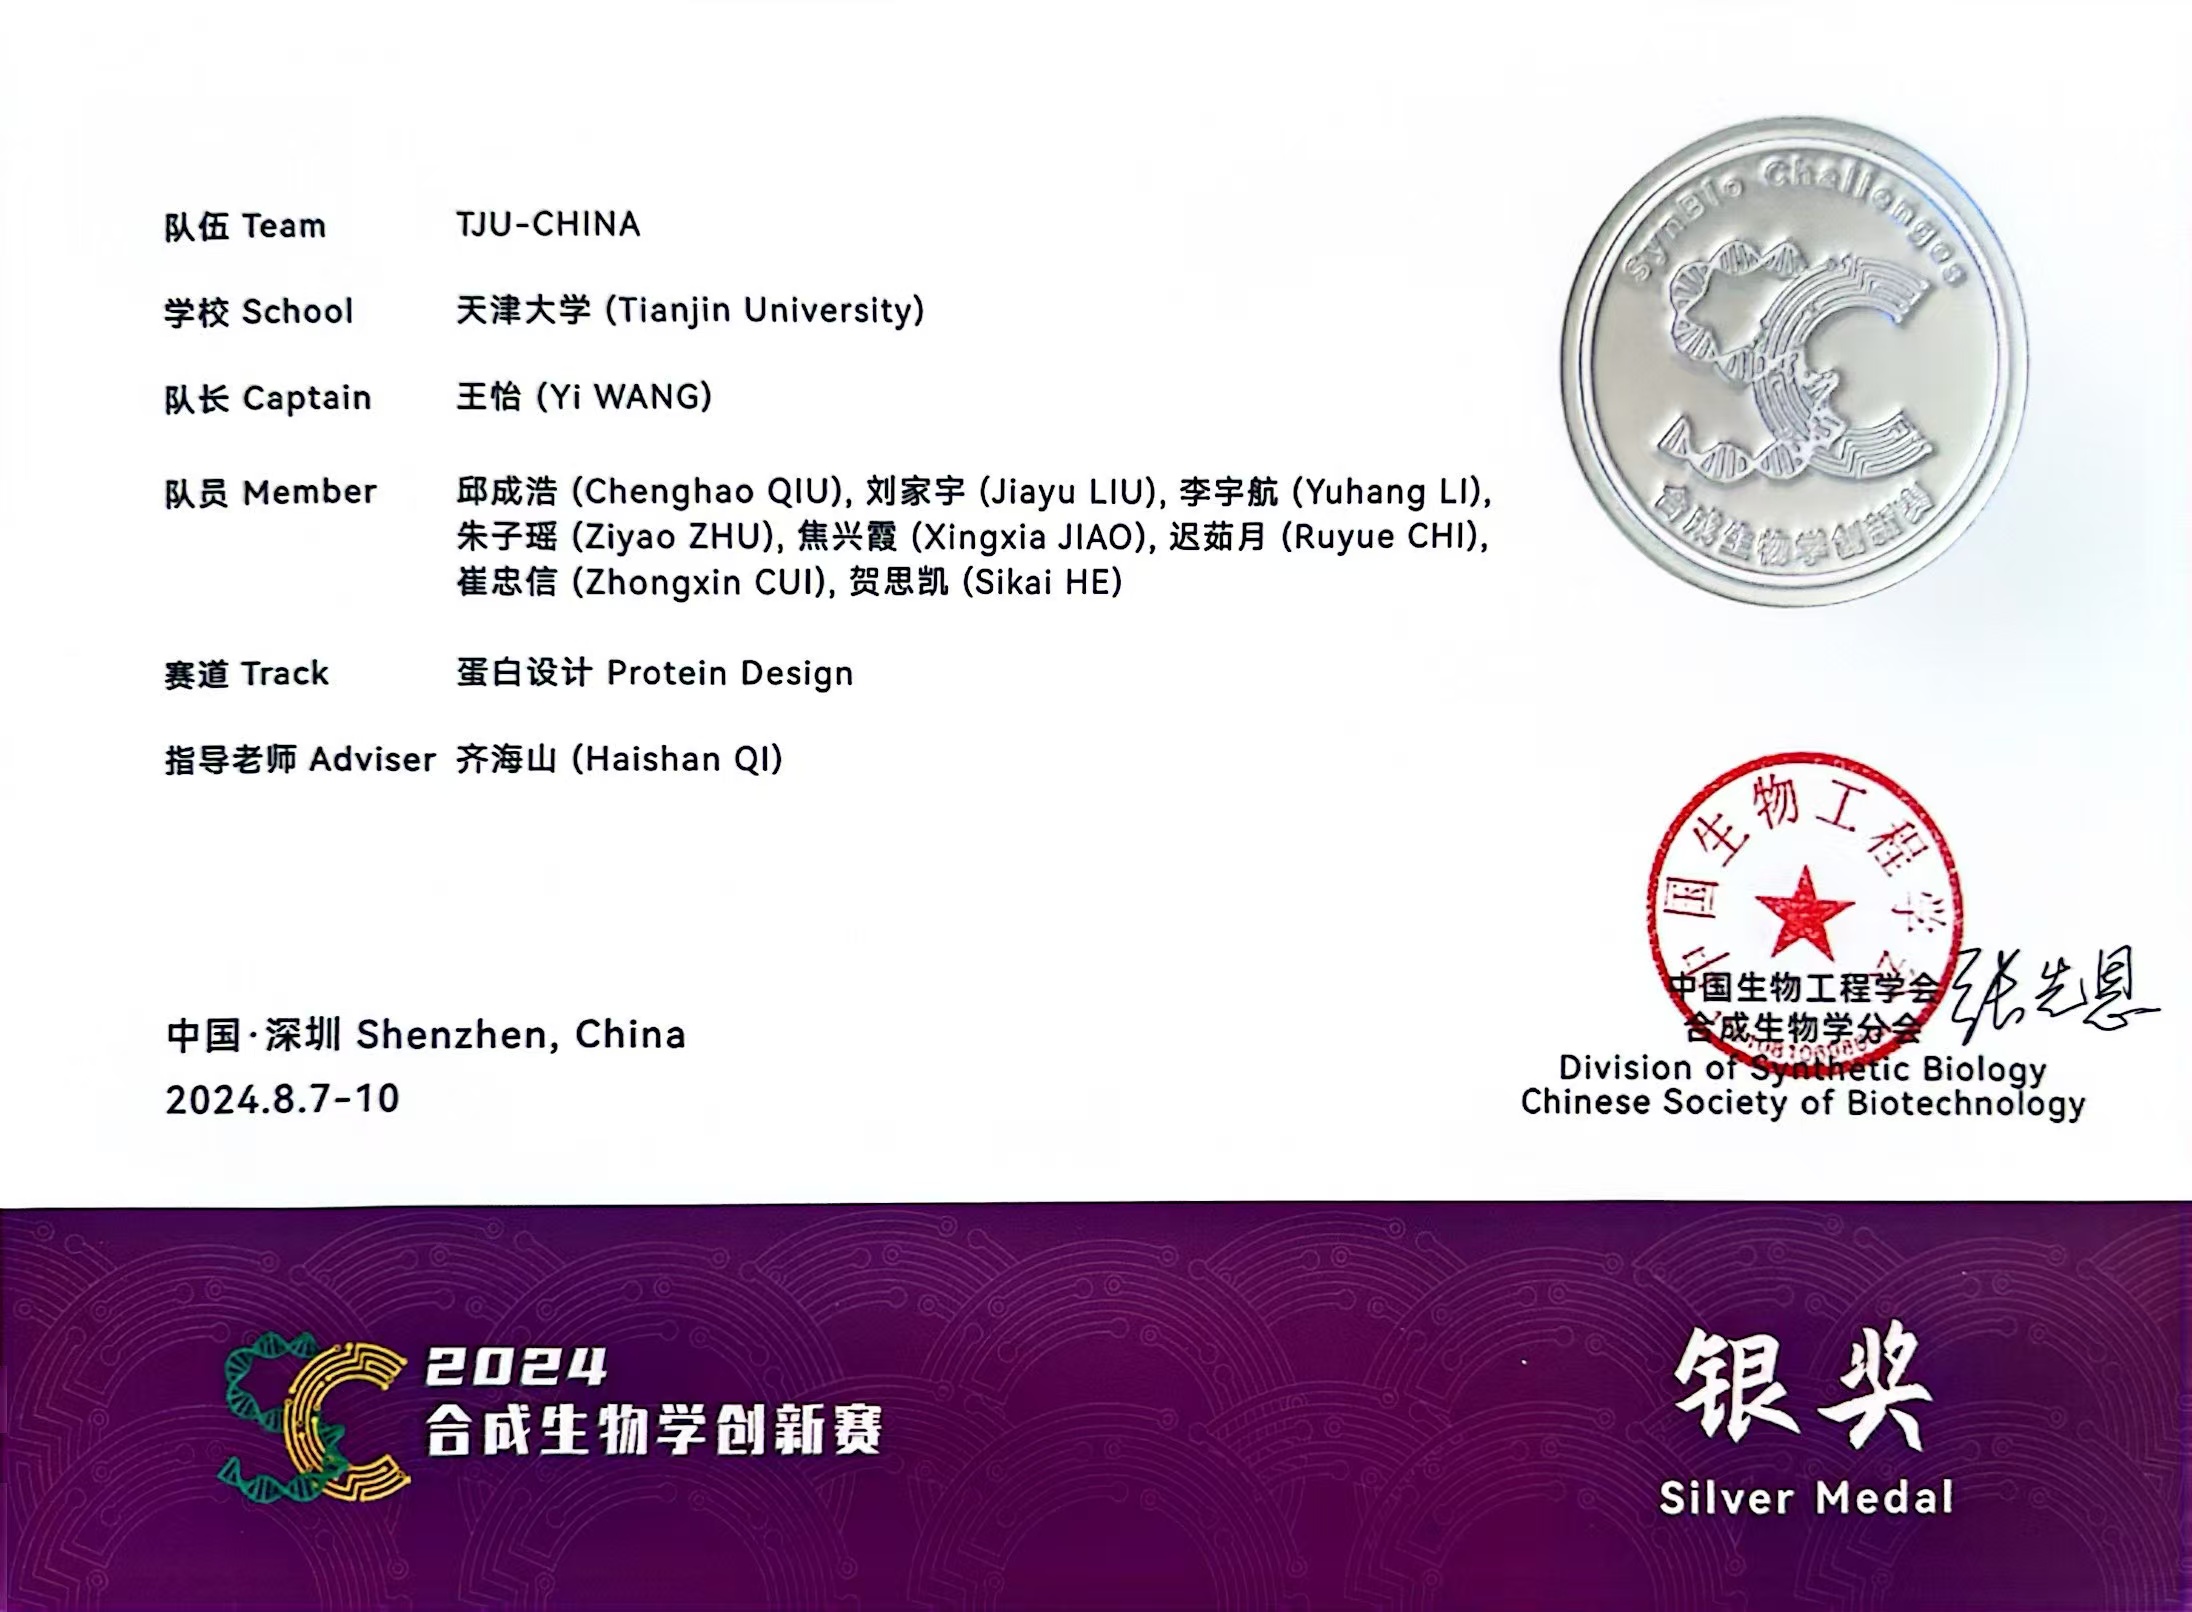 队伍 Team TJU-CHINA
学校 School 天津大学 (Tianjin University)
队长 Captain 王怡 (Yi WANG)
队员 Member 邱成浩 (Chenghao QIU), 刘家宇 (Jiayu LIU), 李宇航 (Yuhang LI),
朱子瑶 (Ziyao ZHU), 焦兴霞 (Xingxia JIAO), 迟茹月 (Ruyue CHI),
崔忠信 (Zhongxin CUI), 贺思凯 (Sikai HE)
赛道 Track 蛋白设计 Protein Design
指导老师 Adviser 齐海山 (Haishan QI)
SynBio Challenges
合成生物学创新赛
中国生物工程学会
中国生物工程学会
合成生物学分会
张先恩
Division of Synthetic Biology
Chinese Society of Biotechnology
中国·深圳 Shenzhen, China
2024.8.7-10
2024
合成生物学创新赛
银奖
Silver Medal